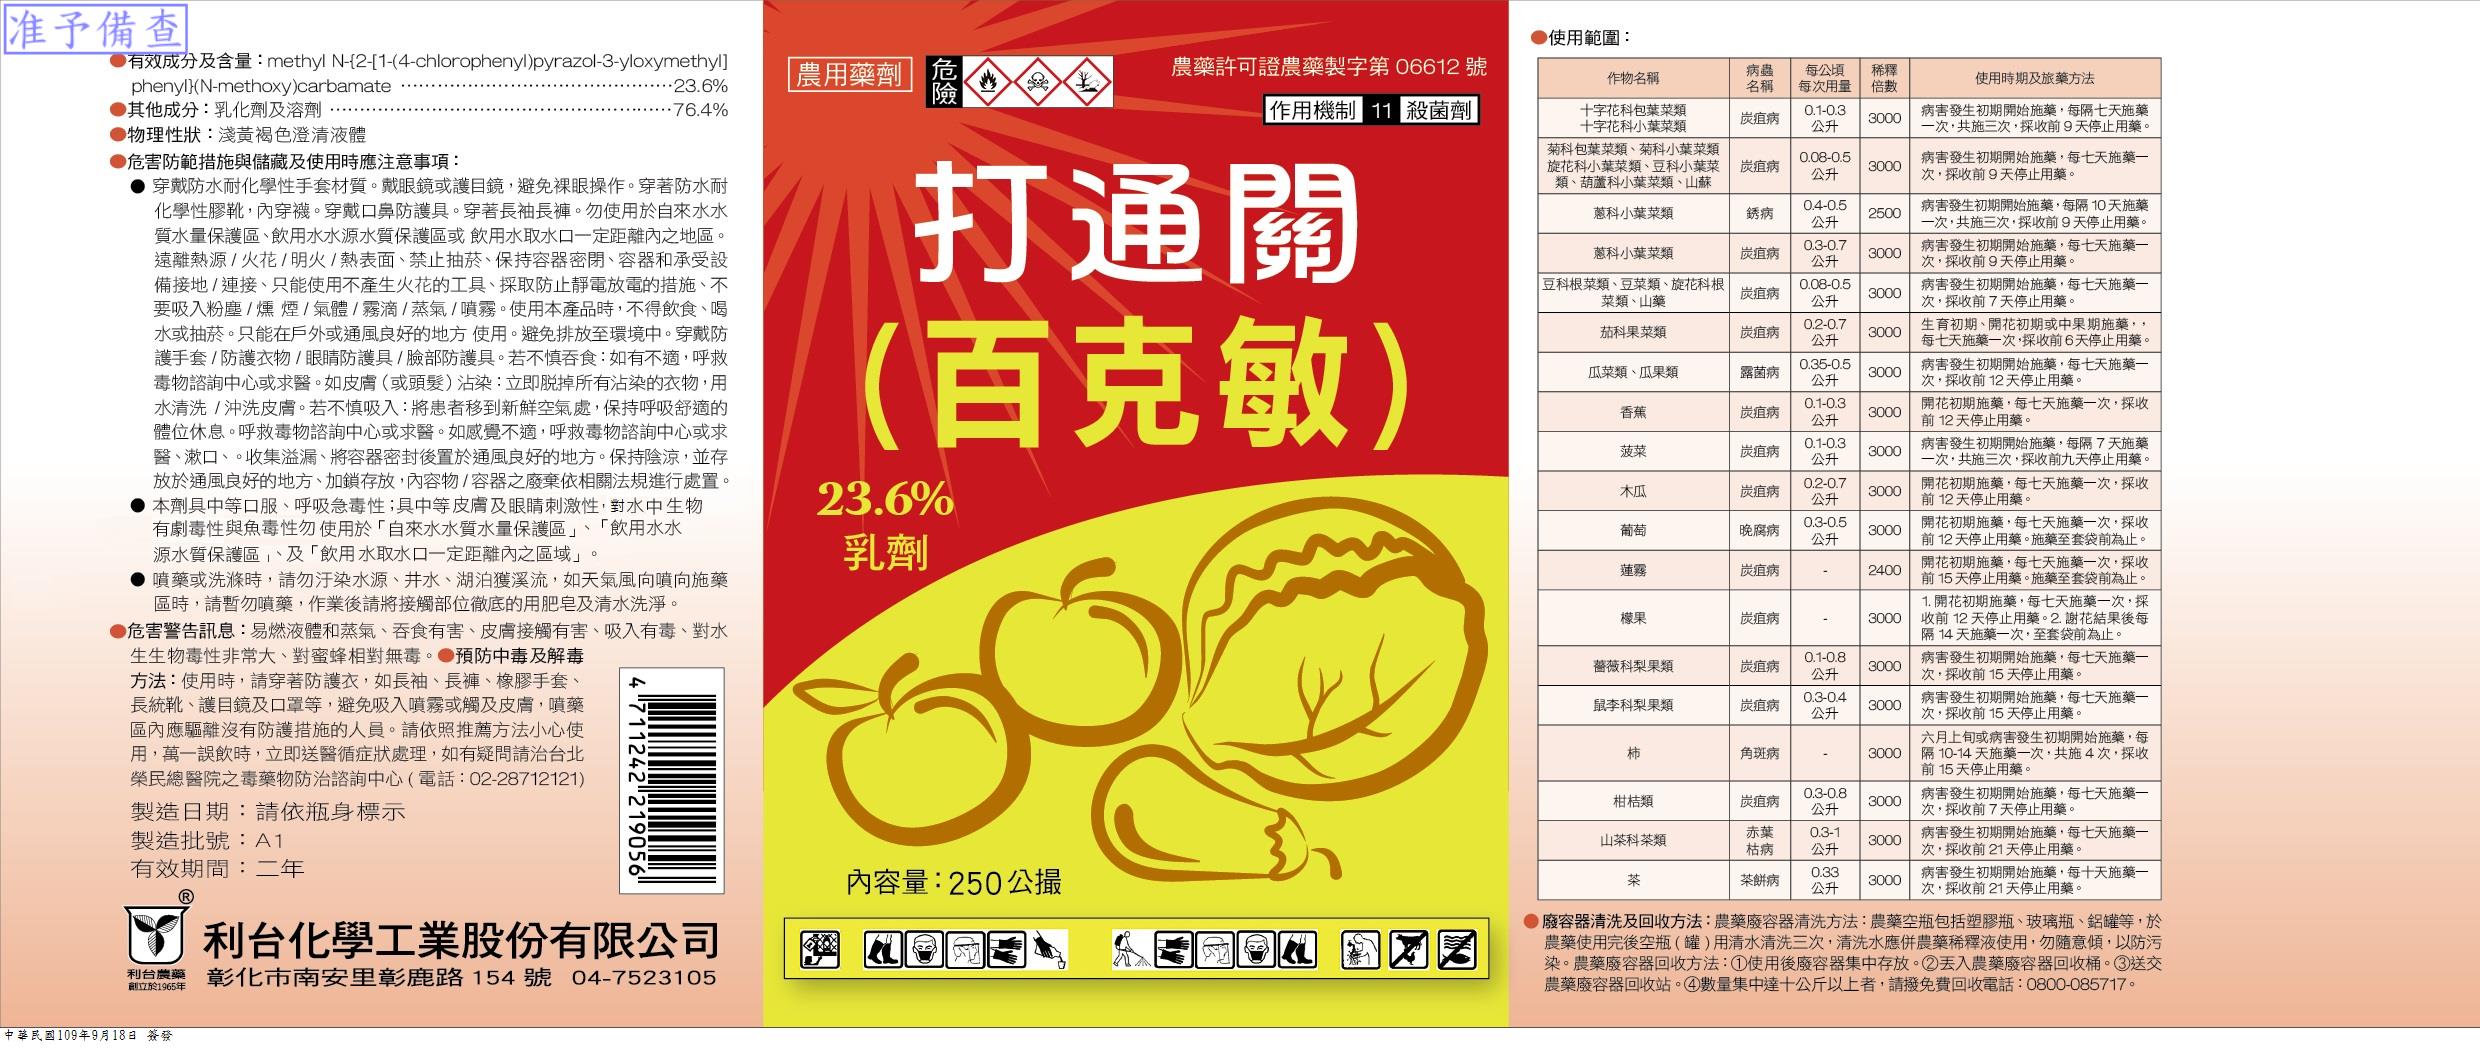 准予備查
●有效成分及含量：methyl N-{2-[1-(4-chlorophenyl)pyrazol-3-yloxymethyl]
phenyl}(N-methoxy)carbamate ⋯⋯⋯⋯⋯⋯⋯⋯⋯⋯⋯⋯23.6%
●其他成分：乳化劑及溶劑 ⋯⋯⋯⋯⋯⋯⋯⋯⋯⋯⋯⋯⋯⋯⋯⋯76.4%
●物理性狀：淺黃褐色澄清液體
●危害防範措施與儲藏及使用時應注意事項：
● 穿戴防水耐化學性手套材質。戴眼鏡或護目鏡，避免裸眼操作。穿著防水耐
化學性膠靴，內穿襪。穿戴口鼻防護具。穿著長袖長褲。勿使用於自來水水
質水量保護區、飲用水水源水質保護區或 飲用水取水口一定距離內之地區。
遠離熱源 / 火花 / 明火 / 熱表面、禁止抽菸、保持容器密閉、容器和承受設
備接地 / 連接、只能使用不產生火花的工具、採取防止靜電放電的措施、不
要吸入粉塵 / 燻 煙 / 氣體 / 霧滴 / 蒸氣 / 噴霧。使用本產品時，不得飲食、喝
水或抽菸。只能在戶外或通風良好的地方 使用。避免排放至環境中。穿戴防
護手套 / 防護衣物 / 眼睛防護具 / 臉部防護具。若不慎吞食：如有不適，呼救
毒物諮詢中心或求醫。如皮膚（或頭髮）沾染：立即脫掉所有沾染的衣物，用
水清洗 / 沖洗皮膚。若不慎吸入：將患者移到新鮮空氣處，保持呼吸舒適的
體位休息。呼救毒物諮詢中心或求醫。如感覺不適，呼救毒物諮詢中心或求
醫、漱口、。收集溢漏、將容器密封後置於通風良好的地方。保持陰涼，並存
放於通風良好的地方、加鎖存放，內容物 / 容器之廢棄依相關法規進行處置。
● 本劑具中等口服、呼吸急毒性；具中等皮膚及眼睛刺激性，對水中生物
有劇毒性與魚毒性勿 使用於「自來水水質水量保護區」、「飲用水水
源水質保護區」、及「飲用 水取水口一定距離內之區域」。
● 噴藥或洗滌時，請勿汙染水源、井水、湖泊獲溪流，如天氣風向噴向施藥
區時，請暫勿噴藥，作業後請將接觸部位徹底的用肥皂及清水洗淨。
●危害警告訊息：易燃液體和蒸氣、吞食有害、皮膚接觸有害、吸入有毒、對水
生生物毒性非常大、對蜜蜂相對無毒。●預防中毒及解毒
方法：使用時，請穿著防護衣，如長袖、長褲、橡膠手套、
長統靴、護目鏡及口罩等，避免吸入噴霧或觸及皮膚，噴藥
區內應驅離沒有防護措施的人員。請依照推薦方法小心使
用，萬一誤飲時，立即送醫循症狀處理，如有疑問請洽台北
榮民總醫院之毒藥物防治諮詢中心 ( 電話：02-28712121)
製造日期：請依瓶身標示
製造批號：A1
有效期間：二年
4 711242 219056
®
利台農藥
創立於1965年
利台化學工業股份有限公司
彰化市南安里彰鹿路 154 號 04-7523105
農用藥劑
危險
農藥許可證農藥製字第 06612 號
作用機制 11 殺菌劑
打通關
(百克敏)
23.6%
乳劑
內容量：250公撮
●使用範圍：
作物名稱 病蟲名稱 每公頃每次用量 稀釋倍數 使用時期及旅藥方法
十字花科包葉菜類 十字花科小葉菜類 炭疽病 0.1-0.3 公升 3000 病害發生初期開始施藥，每隔七天施藥一次，共施三次，採收前 9 天停止用藥。
菊科包葉菜類、菊科小葉菜類 旋花科小葉菜類、豆科小葉菜類、葫蘆科小葉菜類、山蘇 炭疽病 0.08-0.5 公升 3000 病害發生初期開始施藥，每七天施藥一次，採收前 9 天停止用藥。
蔥科小葉菜類 銹病 0.4-0.5 公升 2500 病害發生初期開始施藥，每隔 10 天施藥一次，共施三次，採收前 9 天停止用藥。
蔥科小葉菜類 炭疽病 0.3-0.7 公升 3000 病害發生初期開始施藥，每七天施藥一次，採收前 9 天停止用藥。
豆科根菜類、豆菜類、旋花科根菜類、山藥 炭疽病 0.08-0.5 公升 3000 病害發生初期開始施藥，每七天施藥一次，採收前 7 天停止用藥。
茄科果菜類 炭疽病 0.2-0.7 公升 3000 生育初期、開花初期或中果期施藥，，每七天施藥一次，採收前6天停止用藥。
瓜菜類、瓜果類 露菌病 0.35-0.5 公升 3000 病害發生初期開始施藥，每七天施藥一次，採收前 12 天停止用藥。
香蕉 炭疽病 0.1-0.3 公升 3000 開花初期施藥，每七天施藥一次，採收前 12 天停止用藥。
菠菜 炭疽病 0.1-0.3 公升 3000 病害發生初期開始施藥，每隔 7 天施藥一次，共施三次，採收前九天停止用藥。
木瓜 炭疽病 0.2-0.7 公升 3000 開花初期施藥，每七天施藥一次，採收前 12 天停止用藥。
葡萄 晚腐病 0.3-0.5 公升 3000 開花初期施藥，每七天施藥一次，採收前 12 天停止用藥。施藥至套袋前為止。
蓮霧 炭疽病 - 2400 開花初期施藥，每七天施藥一次，採收前 15 天停止用藥。施藥至套袋前為止。
檬果 炭疽病 - 3000 1. 開花初期施藥，每七天施藥一次，採收前 12 天停止用藥。2. 謝花結果後每隔 14 天施藥一次，至套袋前為止。
薔薇科梨果類 炭疽病 0.1-0.8 公升 3000 病害發生初期開始施藥，每七天施藥一次，採收前 15 天停止用藥。
鼠李科梨果類 炭疽病 0.3-0.4 公升 3000 病害發生初期開始施藥，每七天施藥一次，採收前 15 天停止用藥。
柿 角斑病 - 3000 六月上旬或病害發生初期開始施藥，每隔 10-14 天施藥一次，共施 4 次，採收前 15 天停止用藥。
柑桔類 炭疽病 0.3-0.8 公升 3000 病害發生初期開始施藥，每七天施藥一次，採收前 7 天停止用藥。
山茶科茶類 赤葉枯病 0.3-1 公升 3000 病害發生初期開始施藥，每七天施藥一次，採收前 21 天停止用藥。
茶 茶餅病 0.33 公升 3000 病害發生初期開始施藥，每十天施藥一次，採收前 21 天停止用藥。
●廢容器清洗及回收方法：農藥廢容器清洗方法：農藥空瓶包括塑膠瓶、玻璃瓶、鋁罐等，於
農藥使用完後空瓶 ( 罐 ) 用清水清洗三次，清洗水應併農藥稀釋液使用，勿隨意傾，以防污
染。農藥廢容器回收方法：①使用後廢容器集中存放。②丟入農藥廢容器回收桶。③送交
農藥廢容器回收站。④數量集中達十公斤以上者，請撥免費回收電話：0800-085717。
中華民國109年9月18日 簽發